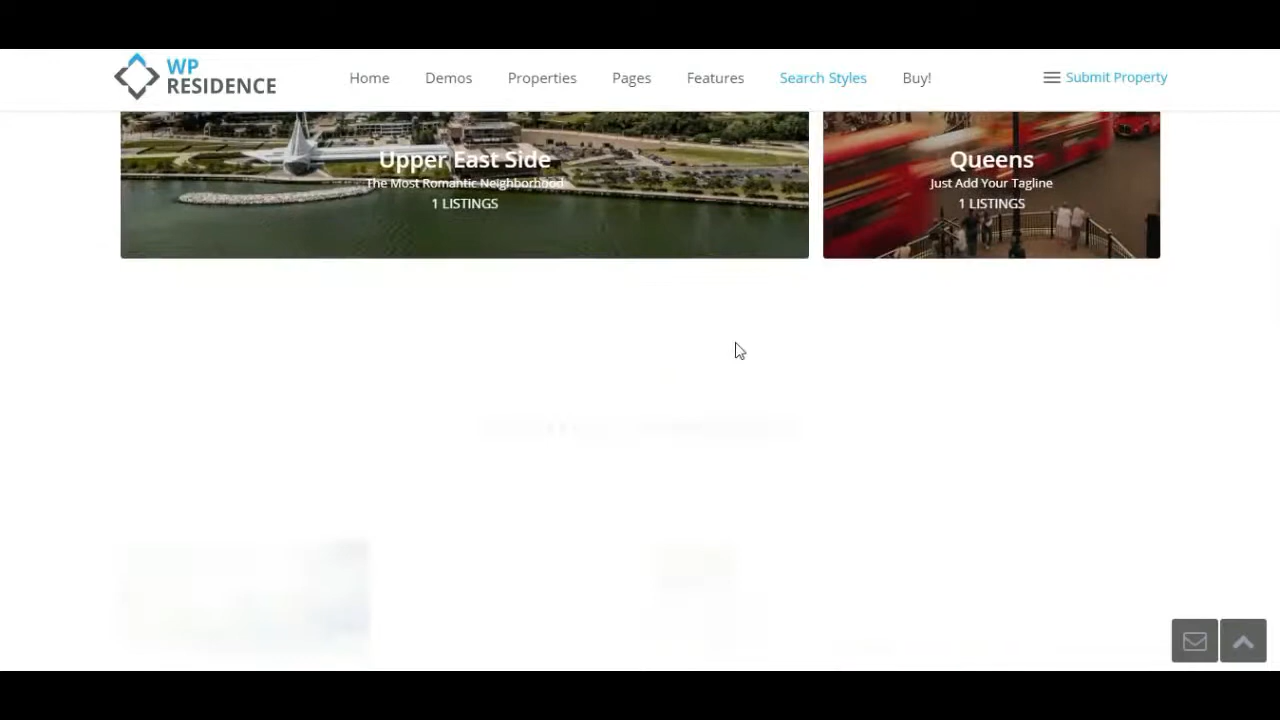 WP
RESIDENCE
Home
Demos
Properties
Pages
Features
Search Styles
Buy!
Submit Property
Upper East Side
The Most Romantic Neighborhood
1 LISTINGS
Queens
Just Add Your Tagline
1 LISTINGS